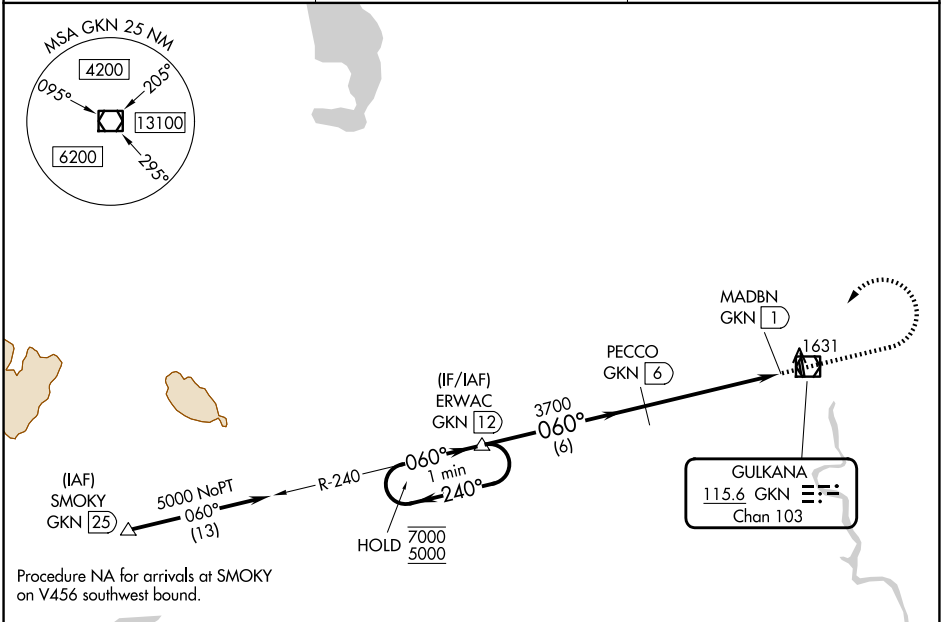 MSA GKN 25 NM
4200
095°
205°
13100
6200
295°
MADBN
GKN 1
1631
PECCO
GKN 6
(IF/IAF)
ERWAC
GKN 12
3700
060°
(6)
060°
1 min
240°
R-240
(IAF)
SMOKY
GKN 25
5000 NoPT
060°
(13)
HOLD 7000
5000
GULKANA
115.6 GKN
Chan 103
Procedure NA for arrivals at SMOKY
on V456 southwest bound.